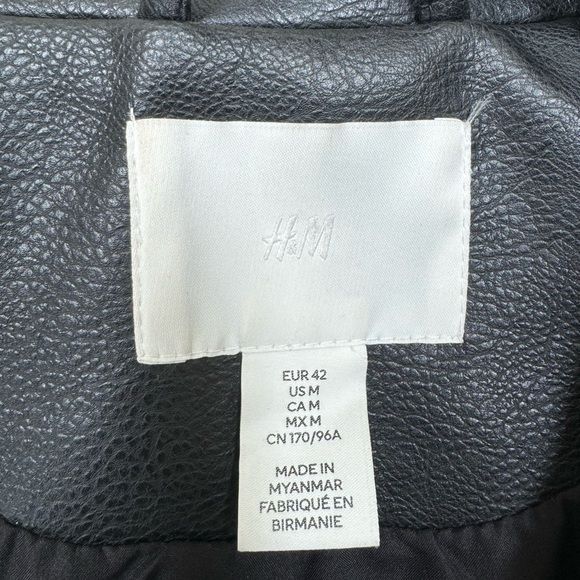 H&M
EUR 42
US M
CA M
MX M
CN 170/96A
MADE IN
MYANMAR
FABRIQUÉ EN
BIRMANIE